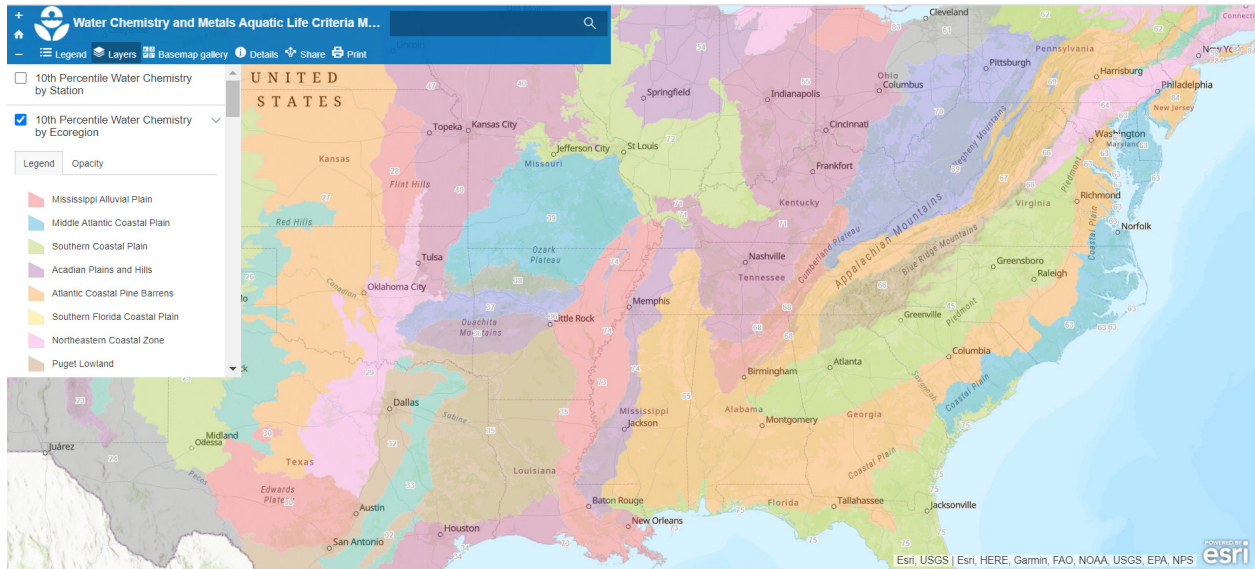 Water Chemistry and Metals Aquatic Life Criteria M...
Legend Layers Basemap gallery Details Share Print
10th Percentile Water Chemistry
by Station
10th Percentile Water Chemistry
by Ecoregion
Legend Opacity
Mississippi Alluvial Plain
Middle Atlantic Coastal Plain
Southern Coastal Plain
Acadian Plains and Hills
Atlantic Coastal Pine Barrens
Southern Florida Coastal Plain
Northeastern Coastal Zone
Puget Lowland
UNITED
STATES
Cleveland
Pennsylvania
Pittsburgh
Harrisburg
Philadelphia
New Jersey
Ohio
Columbus
Springfield
Indianapolis
Topeka
Kansas City
Cincinnati
Washington
Maryland
Jefferson City
St Louis
Missouri
Kansas
Frankfort
Flint Hills
Allegheny Mountains
Kentucky
Virginia
Richmond
Piedmont
Coastal Plain
Norfolk
Red Hills
Ozark
Plateau
Tulsa
Nashville
Tennessee
Cumberland Plateau
Appalachian Mountains
Blue Ridge Mountains
Greensboro
Raleigh
Canadian
Oklahoma City
Memphis
Ouachita
Mountains
Little Rock
Greenville
Piedmont
Columbia
Atlanta
Birmingham
Savannah
Coastal Plain
Dallas
Sabine
Mississippi
Jackson
Alabama
Montgomery
Georgia
Midland
Odessa
Juárez
Pecos
Texas
Louisiana
Coastal Plain
Edwards
Plateau
Austin
Baton Rouge
Florida
Tallahassee
Jacksonville
Houston
New Orleans
San Antonio
Esri, USGS | Esri, HERE, Garmin, FAO, NOAA, USGS, EPA, NPS
POWERED BY
esri